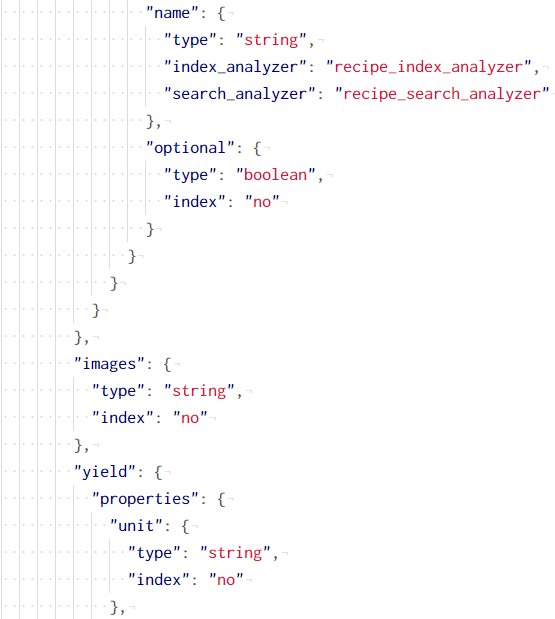 "name": {
"type": "string",
"index_analyzer": "recipe_index_analyzer",
"search_analyzer": "recipe_search_analyzer"
},
"optional": {
"type": "boolean",
"index": "no"
}
}
}
}
},
"images": {
"type": "string",
"index": "no"
},
"yield": {
"properties": {
"unit": {
"type": "string",
"index": "no"
},